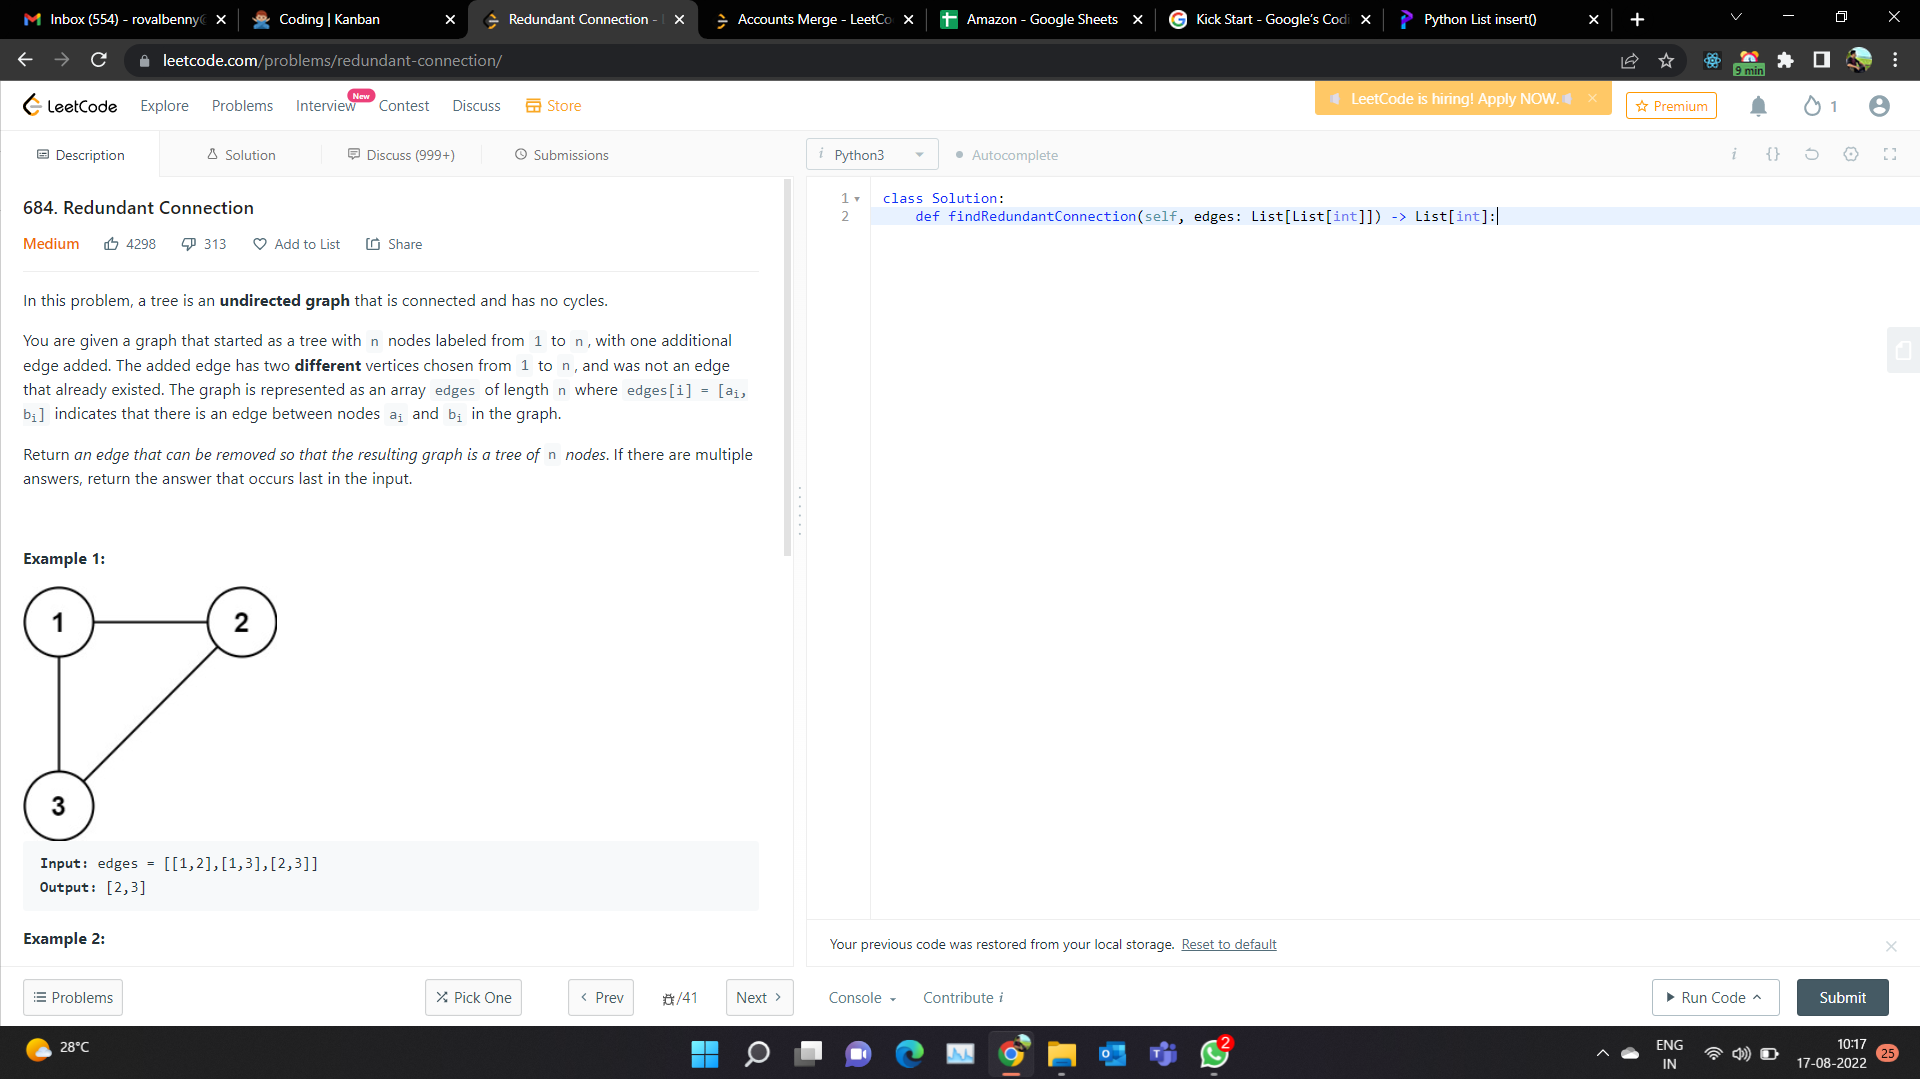 Inbox (554) - rovalbenny@
Coding | Kanban
Redundant Connection -
Accounts Merge - LeetCo
Amazon - Google Sheets
Kick Start - Google's Codi
Python List insert()
leetcode.com/problems/redundant-connection/
9 min
LeetCode
Explore
Problems
Interview
New
Contest
Discuss
Store
LeetCode is hiring! Apply NOW.
Premium
1
Description
Solution
Discuss (999+)
Submissions
i Python3
Autocomplete
i {}
684. Redundant Connection
Medium 4298 313 Add to List Share
In this problem, a tree is an undirected graph that is connected and has no cycles.
You are given a graph that started as a tree with n nodes labeled from 1 to n, with one additional
edge added. The added edge has two different vertices chosen from 1 to n, and was not an edge
that already existed. The graph is represented as an array edges of length n where edges[i] = [ai,
bi] indicates that there is an edge between nodes ai and bi in the graph.
Return an edge that can be removed so that the resulting graph is a tree of n nodes. If there are multiple
answers, return the answer that occurs last in the input.
Example 1:
1 2
3
Input: edges = [[1,2],[1,3],[2,3]]
Output: [2,3]
Example 2:
1 class Solution:
2 def findRedundantConnection(self, edges: List[List[int]]) -> List[int]:
Your previous code was restored from your local storage. Reset to default
Problems
Pick One
Prev
/41
Next
Console
Contribute i
Run Code
Submit
28°C
2
ENG
IN
10:17
17-08-2022
25